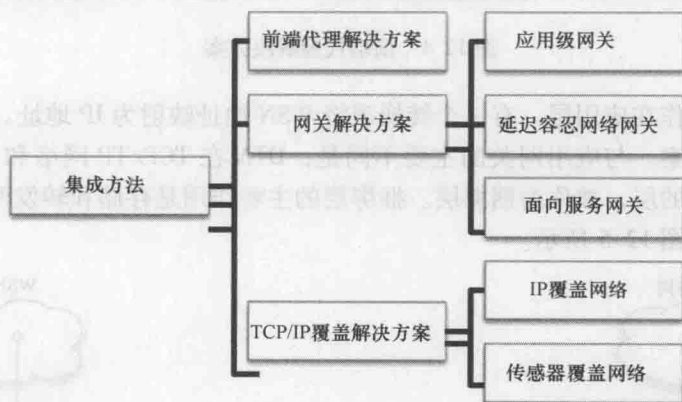 前端代理解决方案
应用级网关
网关解决方案
延迟容忍网络网关
集成方法
面向服务网关
IP覆盖网络
TCP/IP覆盖解决方案
传感器覆盖网络